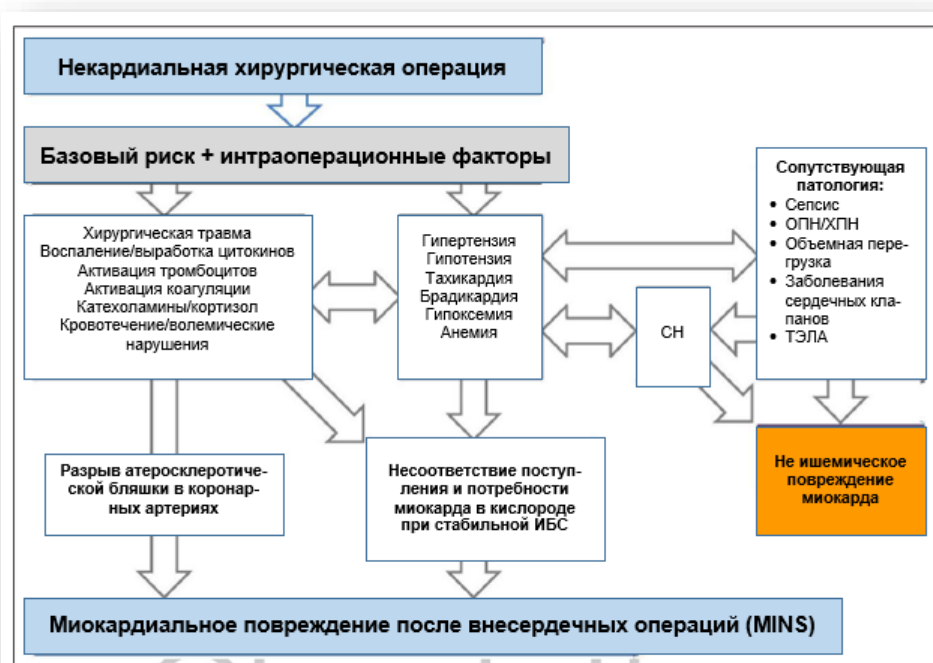 Некардиальная хирургическая операция
Базовый риск + интраоперационные факторы
Хирургическая травма
Воспаление/выработка цитокинов
Активация тромбоцитов
Активация коагуляции
Катехоламины/кортизол
Кровотечение/волемические
нарушения
Гипертензия
Гипотензия
Тахикардия
Брадикардия
Гипоксемия
Анемия
СН
Сопутствующая
патология:
• Сепсис
• ОПН/ХПН
• Объемная пере-
грузка
• Заболевания
сердечных кла-
панов
• ТЭЛА
Разрыв атеросклеротиче-
ской бляшки в коронар-
ных артериях
Несоответствие поступ-
ления и потребности
миокарда в кислороде
при стабильной ИБС
Не ишемическое
повреждение
миокарда
Миокардиальное повреждение после внесердечных операций (MINS)